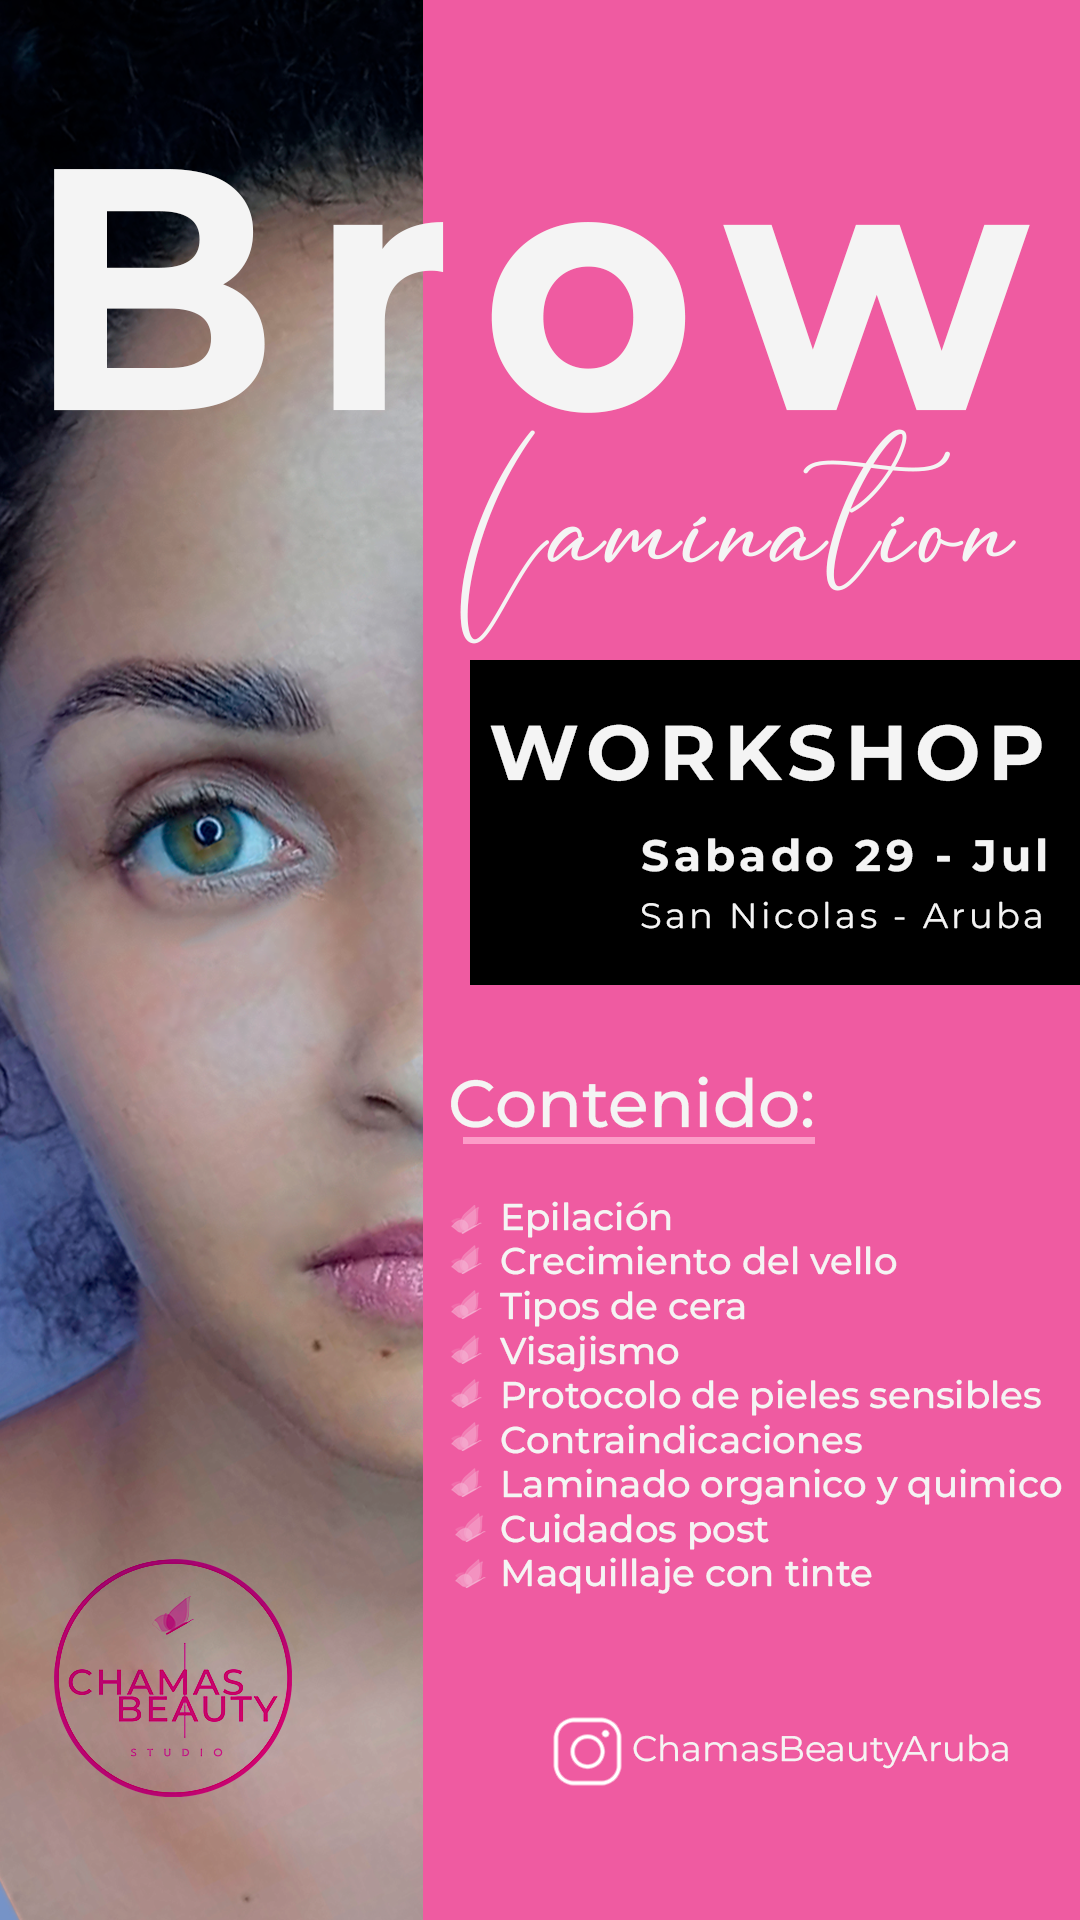 Brow
Lamination
WORKSHOP
Sabado 29 - Jul
San Nicolas - Aruba
Contenido:
Epilación
Crecimiento del vello
Tipos de cera
Visajismo
Protocolo de pieles sensibles
Contraindicaciones
Laminado organico y quimico
Cuidados post
Maquillaje con tinte
CHAMAS
BEAUTY
STUDIO
ChamasBeautyAruba